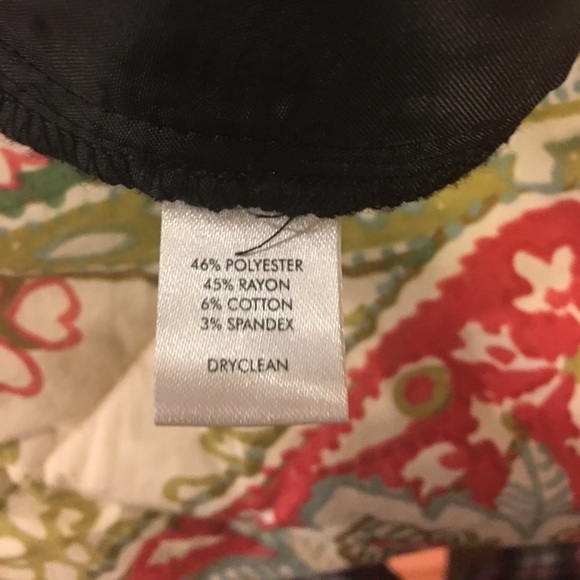 46% POLYESTER
45% RAYON
6% COTTON
3% SPANDEX
DRYCLEAN